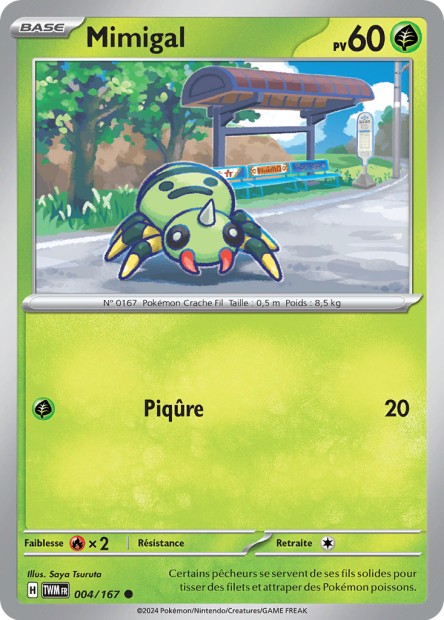 BASE Mimigal PV 60
N° 0167 Pokémon Crache Fil Taille : 0,5 m Poids : 8,5 kg
Piqûre 20
Faiblesse × 2 Résistance Retraite
Illus. Saya Tsuruta
H TWM FR 004/167
Certains pêcheurs se servent de ses fils solides pour
tisser des filets et attraper des Pokémon poissons.
©2024 Pokémon/Nintendo/Creatures/GAME FREAK